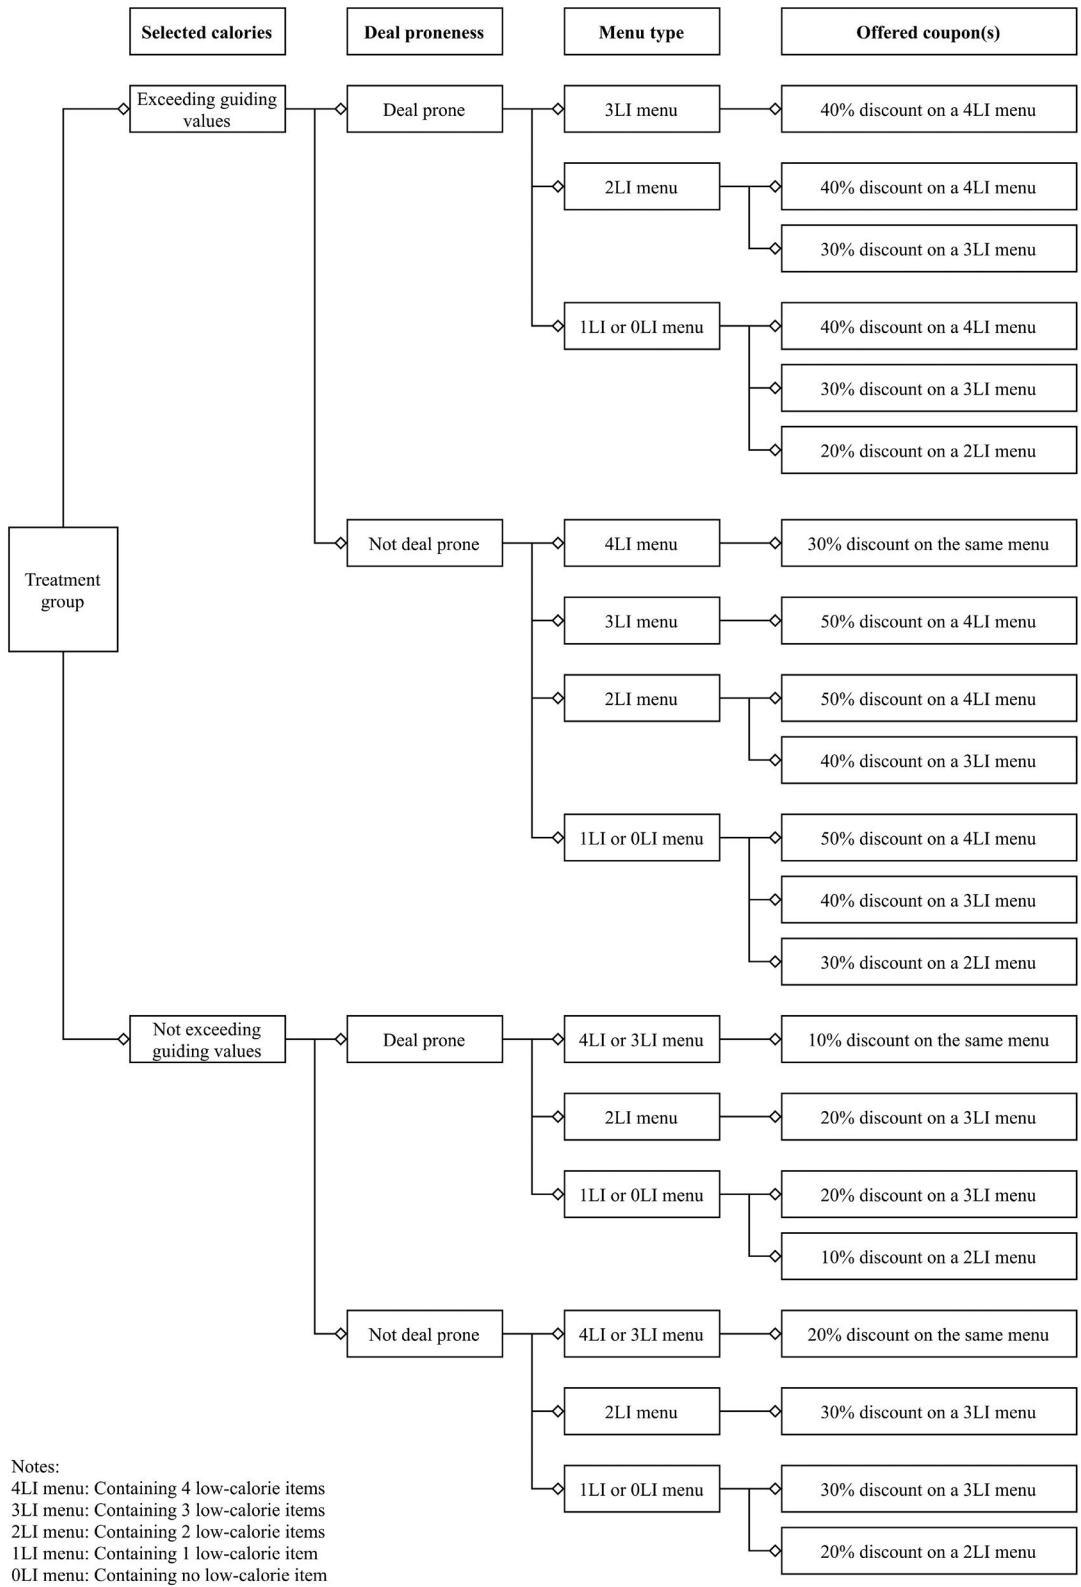 Selected calories
Deal proneness
Menu type
Offered coupon(s)
Exceeding guiding
values
Deal prone
3LI menu
40% discount on a 4LI menu
2LI menu
40% discount on a 4LI menu
30% discount on a 3LI menu
1LI or 0LI menu
40% discount on a 4LI menu
30% discount on a 3LI menu
20% discount on a 2LI menu
Treatment
group
Not deal prone
4LI menu
30% discount on the same menu
3LI menu
50% discount on a 4LI menu
2LI menu
50% discount on a 4LI menu
40% discount on a 3LI menu
1LI or 0LI menu
50% discount on a 4LI menu
40% discount on a 3LI menu
30% discount on a 2LI menu
Not exceeding
guiding values
Deal prone
4LI or 3LI menu
10% discount on the same menu
2LI menu
20% discount on a 3LI menu
1LI or 0LI menu
20% discount on a 3LI menu
10% discount on a 2LI menu
Not deal prone
4LI or 3LI menu
20% discount on the same menu
2LI menu
30% discount on a 3LI menu
1LI or 0LI menu
30% discount on a 3LI menu
20% discount on a 2LI menu
Notes:
4LI menu: Containing 4 low-calorie items
3LI menu: Containing 3 low-calorie items
2LI menu: Containing 2 low-calorie items
1LI menu: Containing 1 low-calorie item
0LI menu: Containing no low-calorie item